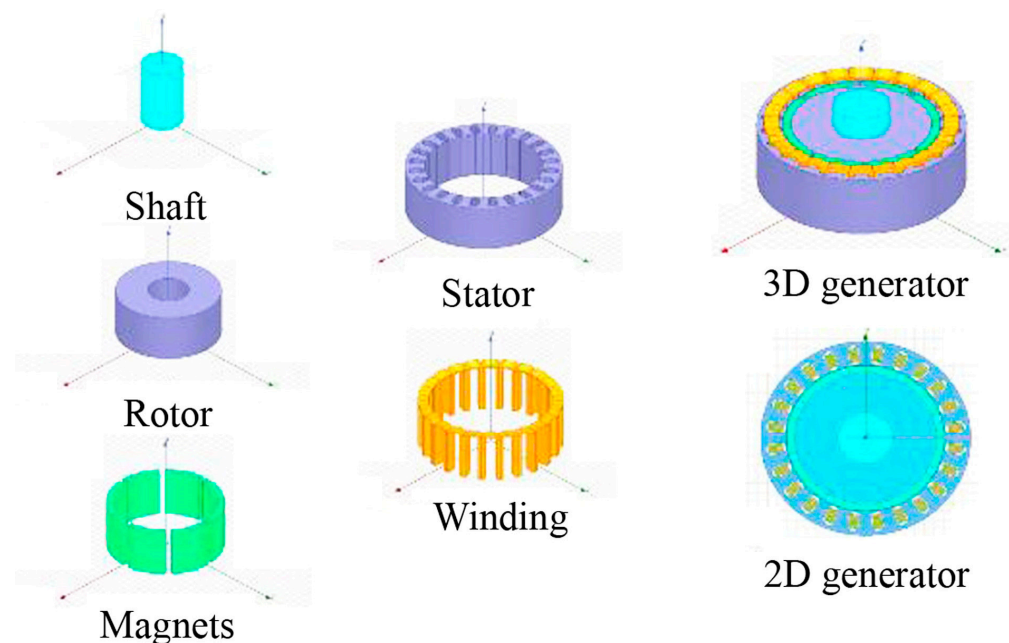 Shaft
Rotor
Magnets
Stator
Winding
3D generator
2D generator